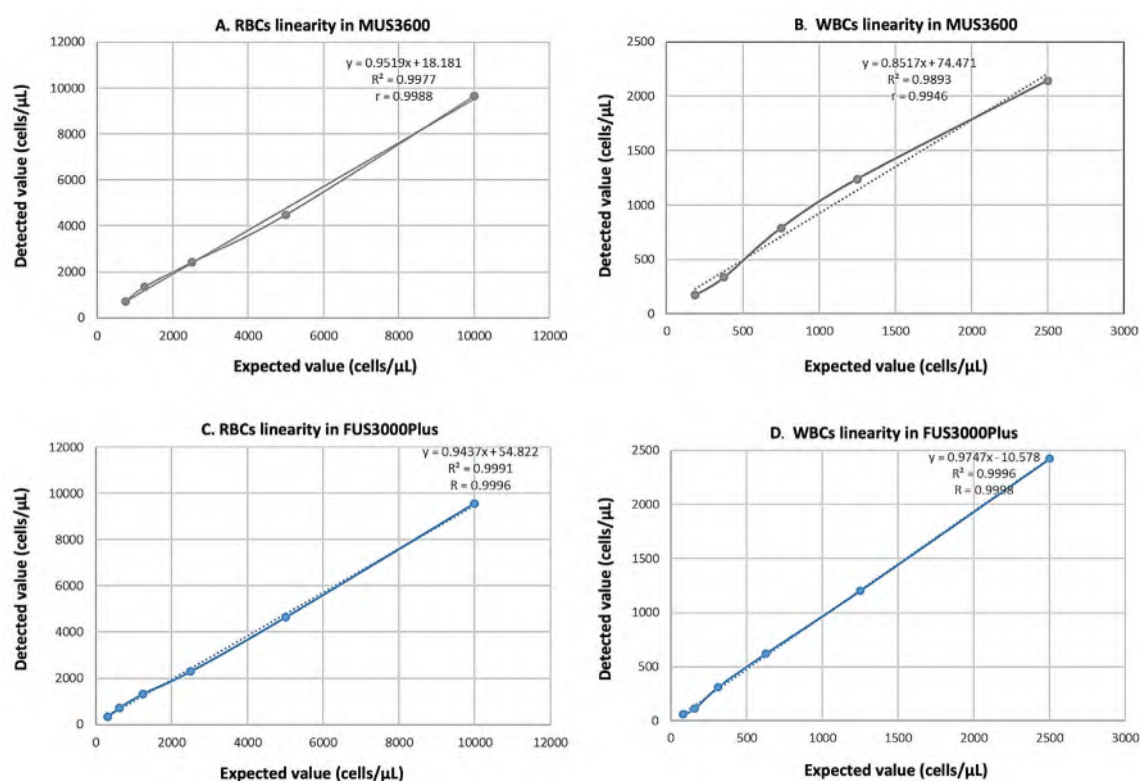 A. RBCs linearity in MUS3600
12000
10000
8000
6000
4000
2000
0
Detected value (cells/μL)
y = 0.9519x + 18.181
R² = 0.9977
r = 0.9988
0 2000 4000 6000 8000 10000 12000
Expected value (cells/μL)
B. WBCs linearity in MUS3600
2500
2000
1500
1000
500
0
Detected value (cells/μL)
y = 0.8517x + 74.471
R² = 0.9893
r = 0.9946
0 500 1000 1500 2000 2500 3000
Expected value (cells/μL)
C. RBCs linearity in FUS3000Plus
12000
10000
8000
6000
4000
2000
0
Detected value (cells/μL)
y = 0.9437x + 54.822
R² = 0.9991
R = 0.9996
0 2000 4000 6000 8000 10000 12000
Expected value (cells/μL)
D. WBCs linearity in FUS3000Plus
2500
2000
1500
1000
500
0
Detected value (cells/μL)
y = 0.9747x - 10.578
R² = 0.9996
R = 0.9998
0 500 1000 1500 2000 2500 3000
Expected value (cells/μL)